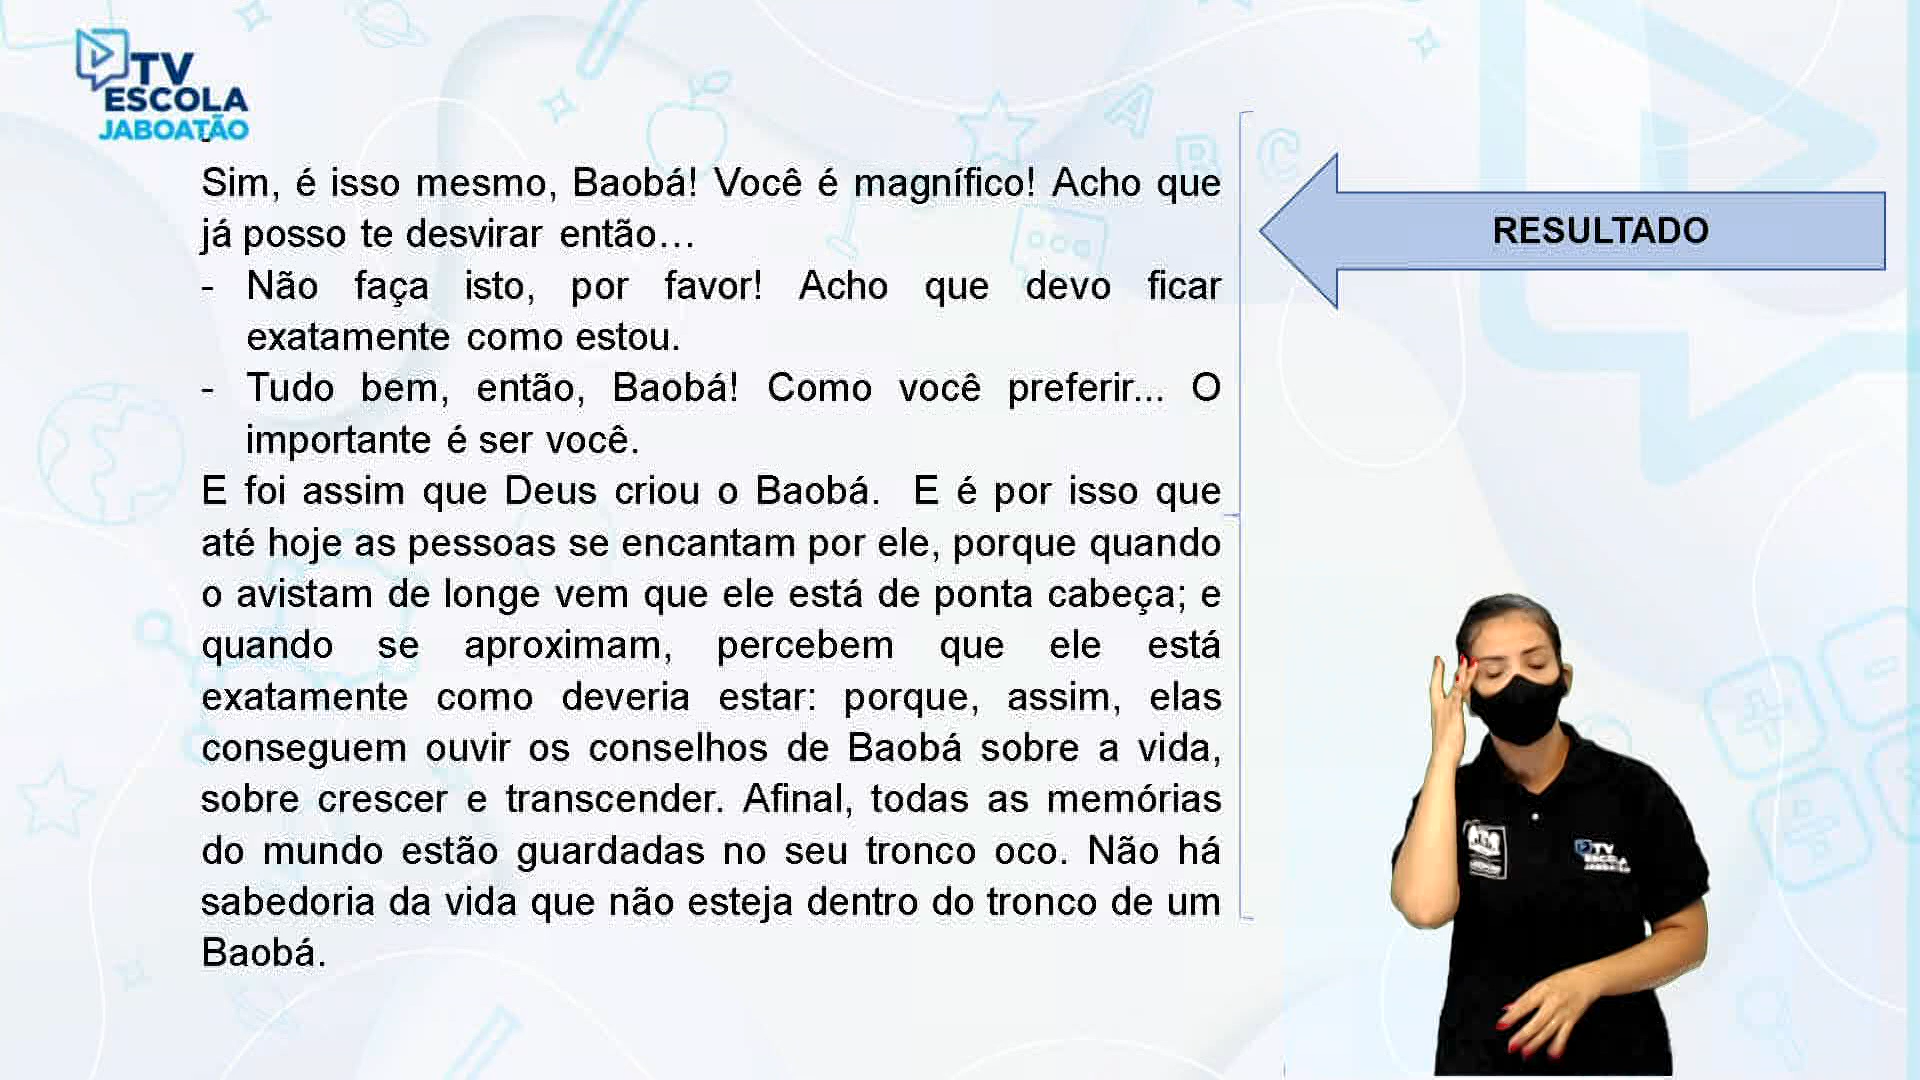 TV
ESCOLA
JABOATÃO
Sim, é isso mesmo, Baobá! Você é magnífico! Acho que
já posso te desvirar então...
- Não faça isto, por favor! Acho que devo ficar
exatamente como estou.
- Tudo bem, então, Baobá! Como você preferir... O
importante é ser você.
E foi assim que Deus criou o Baobá. E é por isso que
até hoje as pessoas se encantam por ele, porque quando
o avistam de longe vem que ele está de ponta cabeça; e
quando se aproximam, percebem que ele está
exatamente como deveria estar: porque, assim, elas
conseguem ouvir os conselhos de Baobá sobre a vida,
sobre crescer e transcender. Afinal, todas as memórias
do mundo estão guardadas no seu tronco oco. Não há
sabedoria da vida que não esteja dentro do tronco de um
Baobá.
RESULTADO
A B C
TV
ESCOLA
JABOATÃO